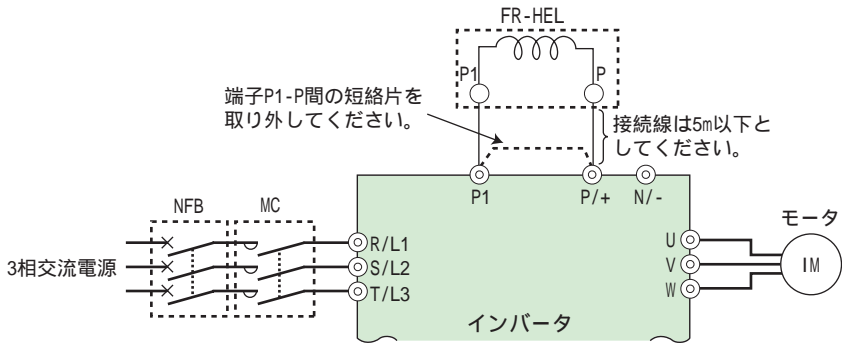 FR-HEL
P1
P
端子P1-P間の短絡片を
取り外してください。
接続線は5m以下と
してください。
P1
P/+
N/-
NFB
MC
モータ
3相交流電源
R/L1
S/L2
T/L3
U
V
W
IM
インバータ